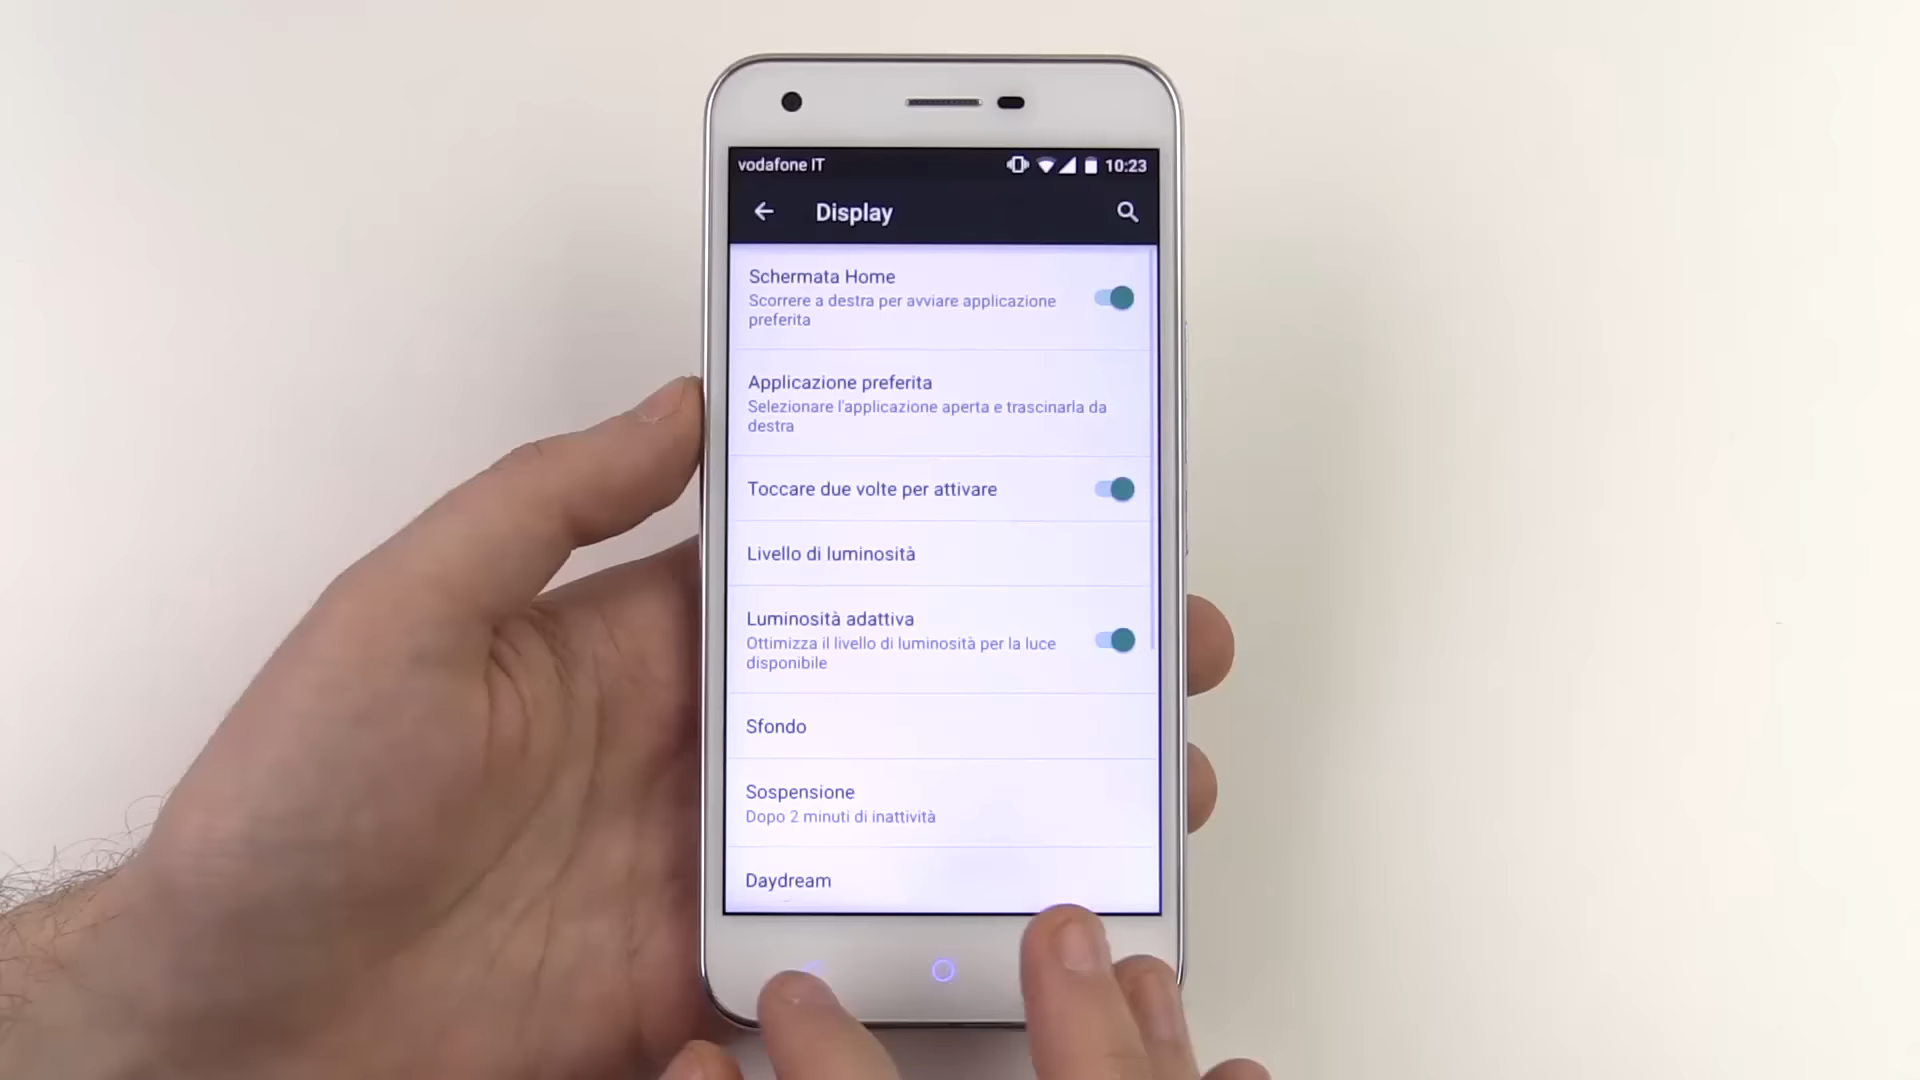 vodafone IT
10:23
Display
Schermata Home
Scorrere a destra per avviare applicazione
preferita
Applicazione preferita
Selezionare l'applicazione aperta e trascinarla da
destra
Toccare due volte per attivare
Livello di luminosità
Luminosità adattiva
Ottimizza il livello di luminosità per la luce
disponibile
Sfondo
Sospensione
Dopo 2 minuti di inattività
Daydream